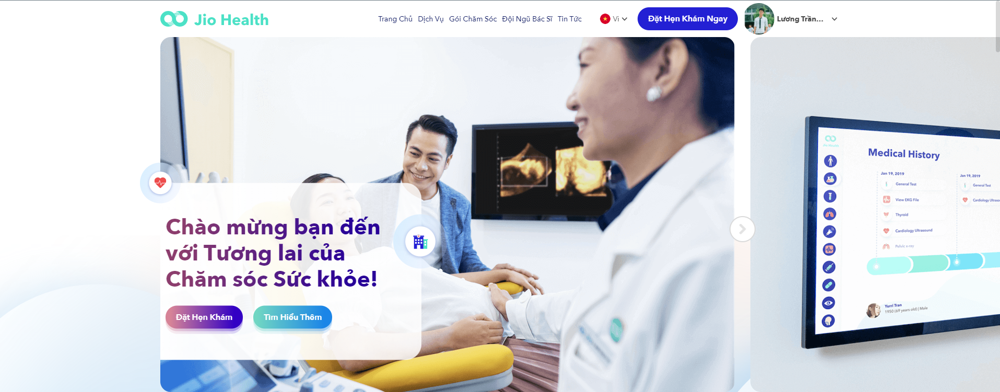 Jio Health
Trang Chủ Dịch Vụ Gói Chăm Sóc Đội Ngũ Bác Sĩ Tin Tức
Vi
Đặt Hẹn Khám Ngay
Lương Trần...
Chào mừng bạn đến
với Tương lai của
Chăm sóc Sức khỏe!
Đặt Hẹn Khám
Tìm Hiểu Thêm
Jio Health
Medical History
Jan 19, 2019
General Test
View EKG File
Thyroid
Cardiology Ultrasound
Pelvic x-ray
Jan 19, 2019
General Test
Cardiology
Yurri Tran
1950 (69 years old) | Male